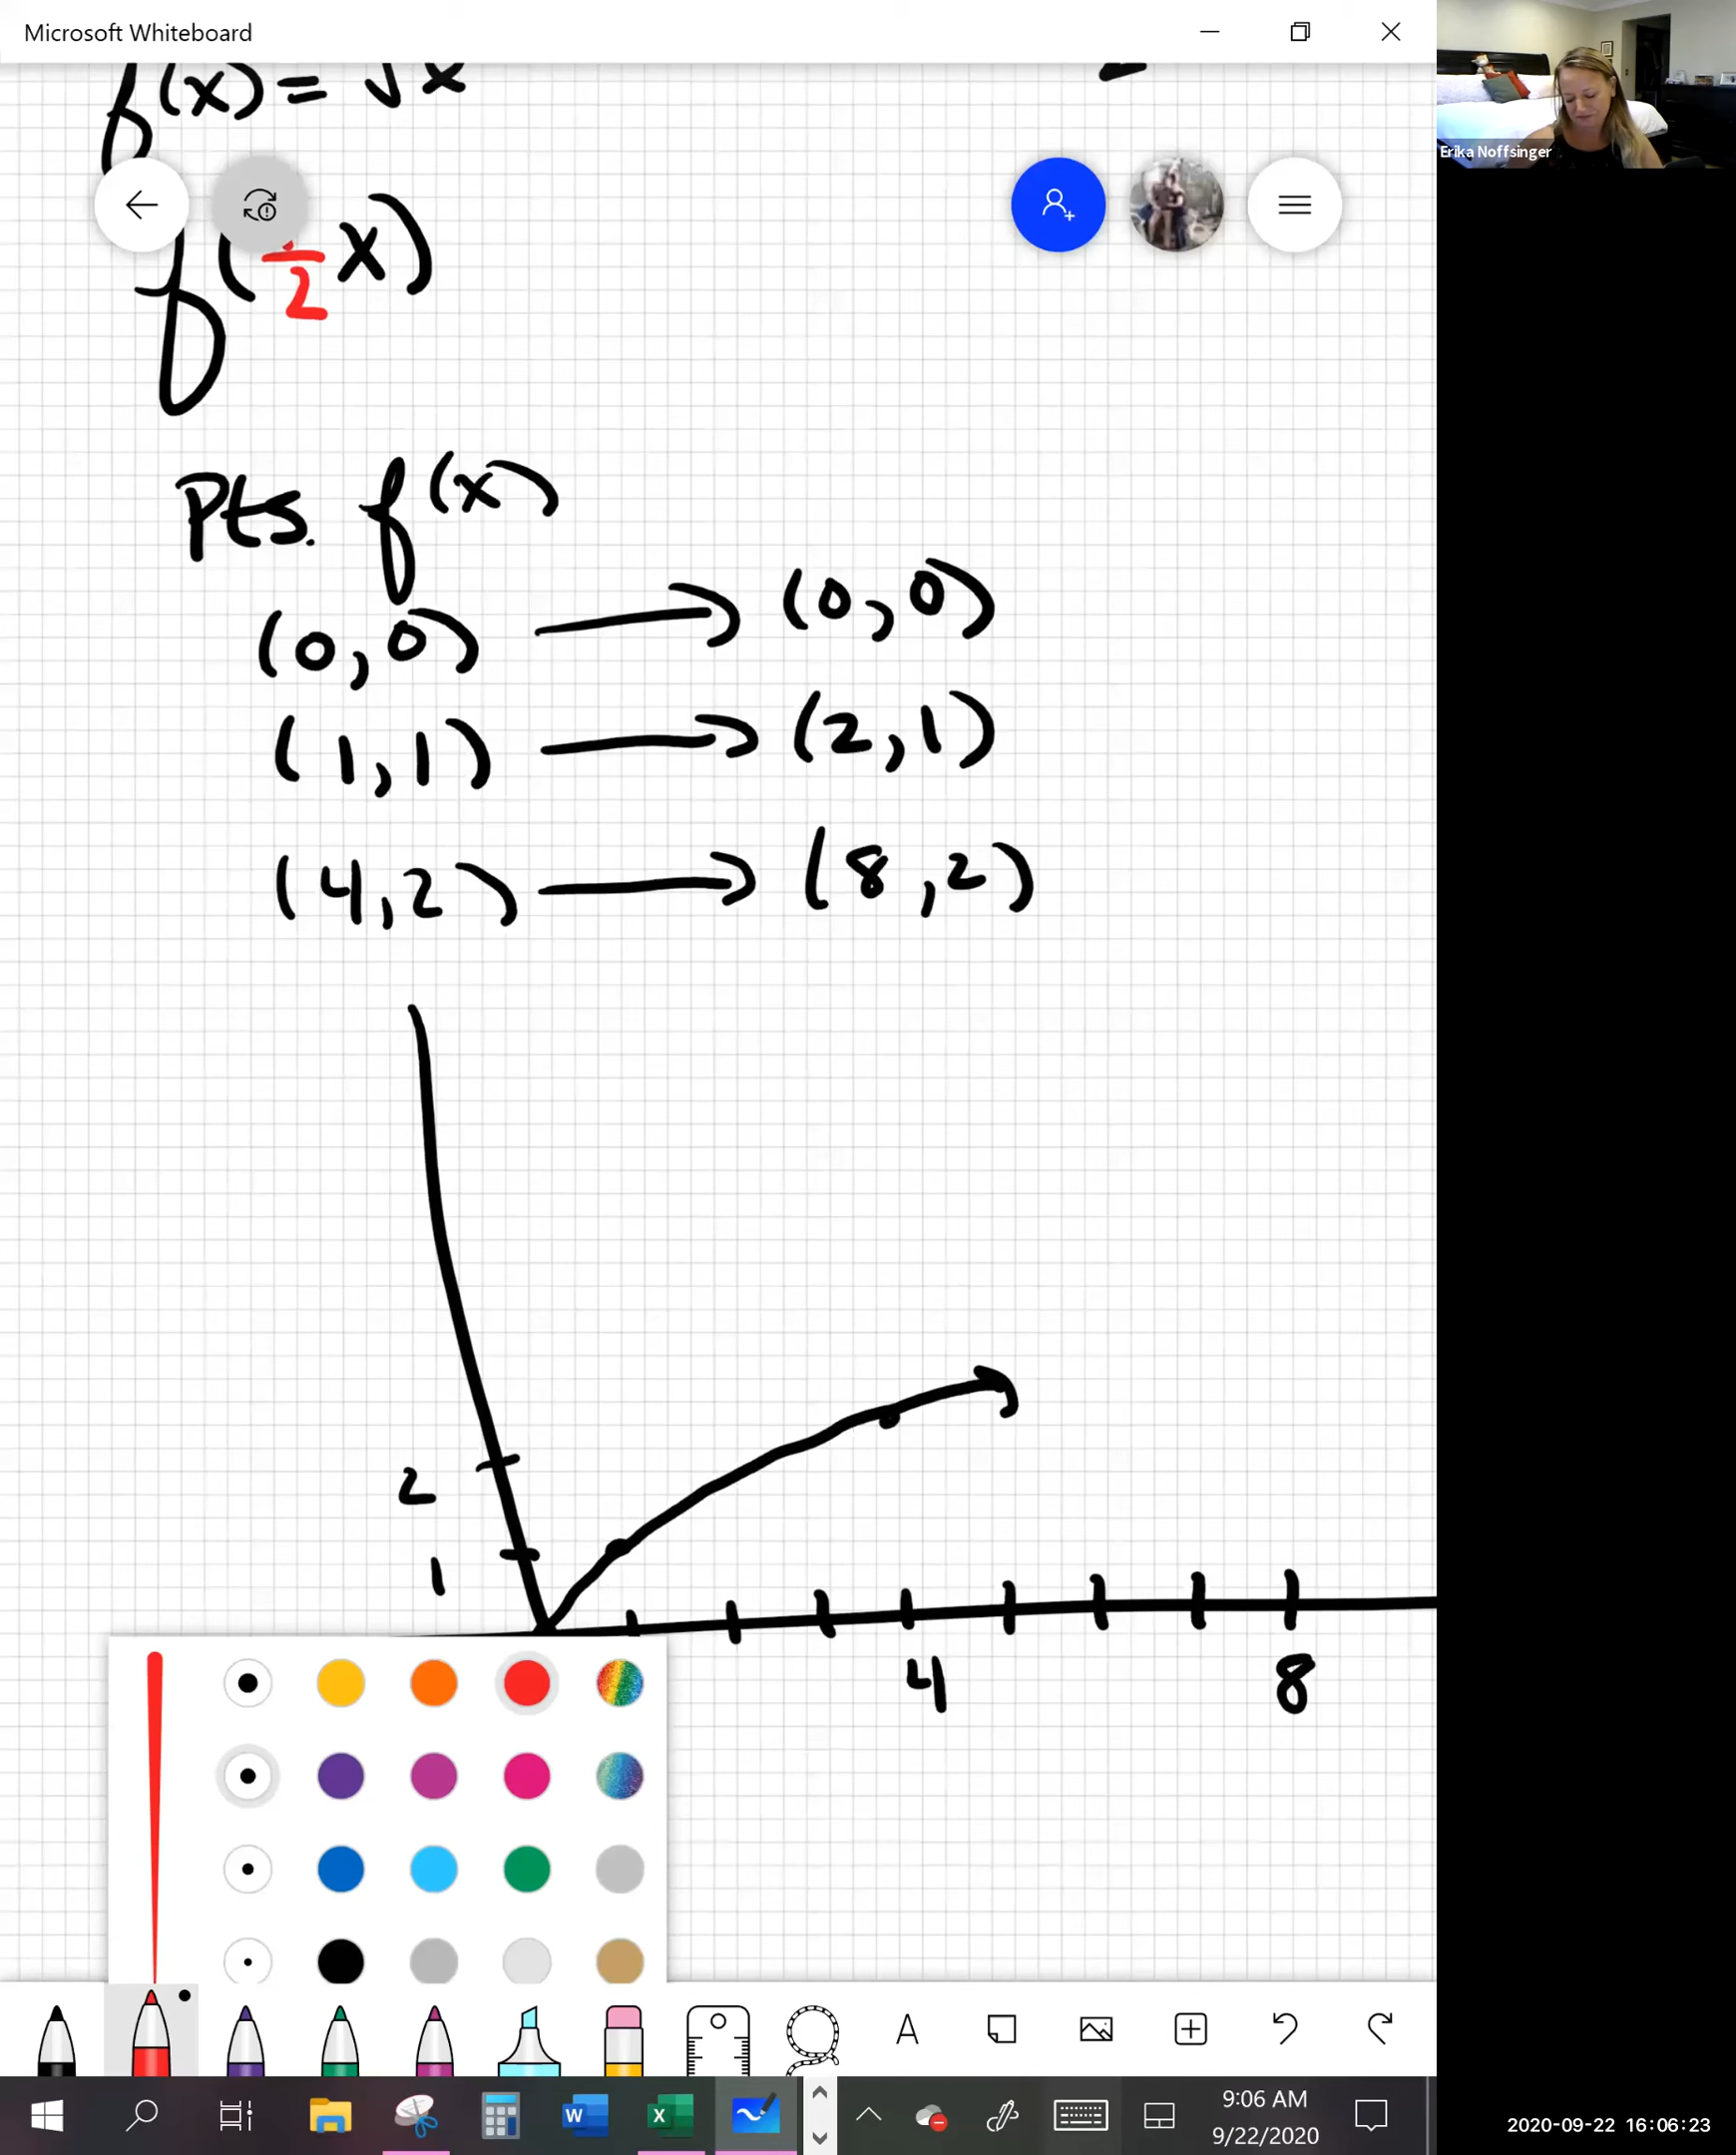 Microsoft Whiteboard
f(x) = √x
f(1/2 x)
Pts. f(x)
(0,0) → (0,0)
(1,1) → (2,1)
(4,2) → (8,2)
2
1
4
8
Erika Noffsinger
9:06 AM
9/22/2020
2020-09-22 16:06:23